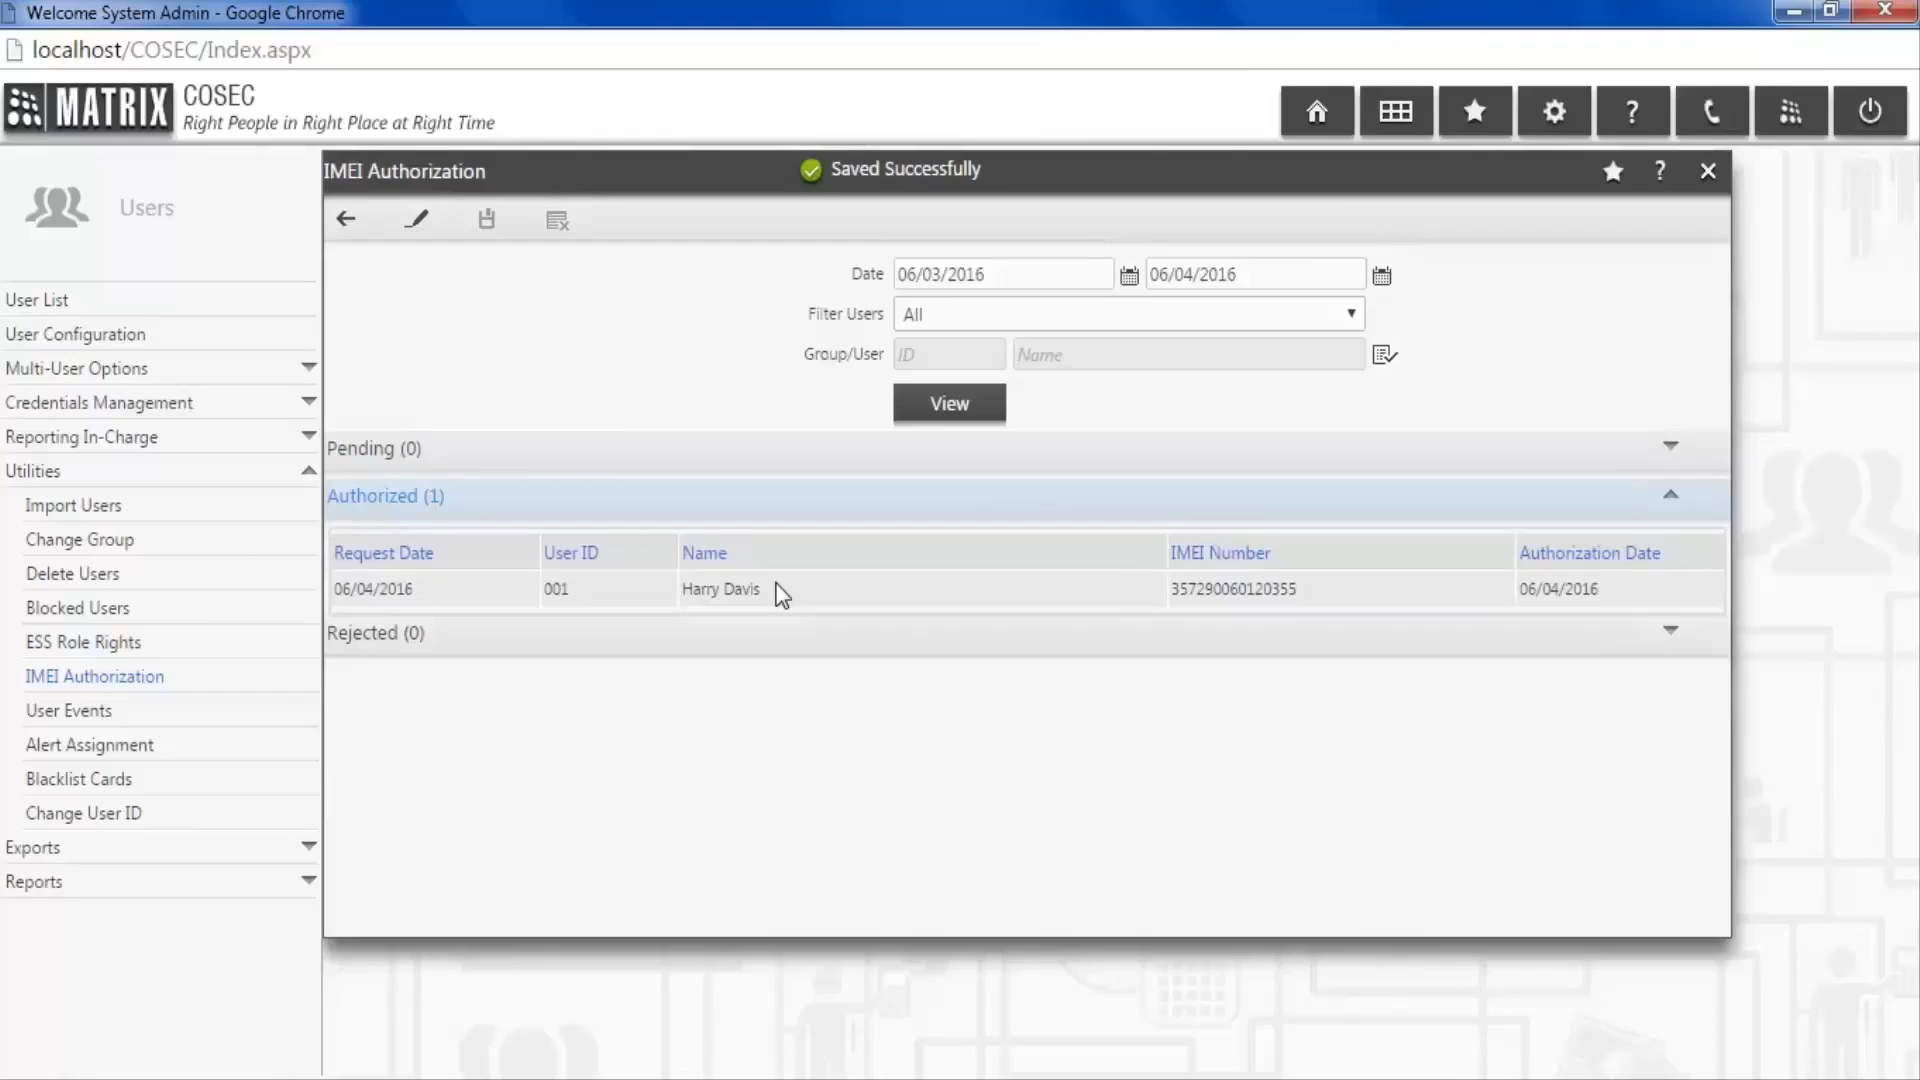 Welcome System Admin - Google Chrome
localhost/COSEC/Index.aspx
MATRIX
COSEC
Right People in Right Place at Right Time
?
Users
User List
User Configuration
Multi-User Options
Credentials Management
Reporting In-Charge
Utilities
Import Users
Change Group
Delete Users
Blocked Users
ESS Role Rights
IMEI Authorization
User Events
Alert Assignment
Blacklist Cards
Change User ID
Exports
Reports
IMEI Authorization
Saved Successfully
?
Date 06/03/2016 06/04/2016
Filter Users All
Group/User ID Name
View
Pending (0)
Authorized (1)
Request Date User ID Name IMEI Number Authorization Date
06/04/2016 001 Harry Davis 357290060120355 06/04/2016
Rejected (0)